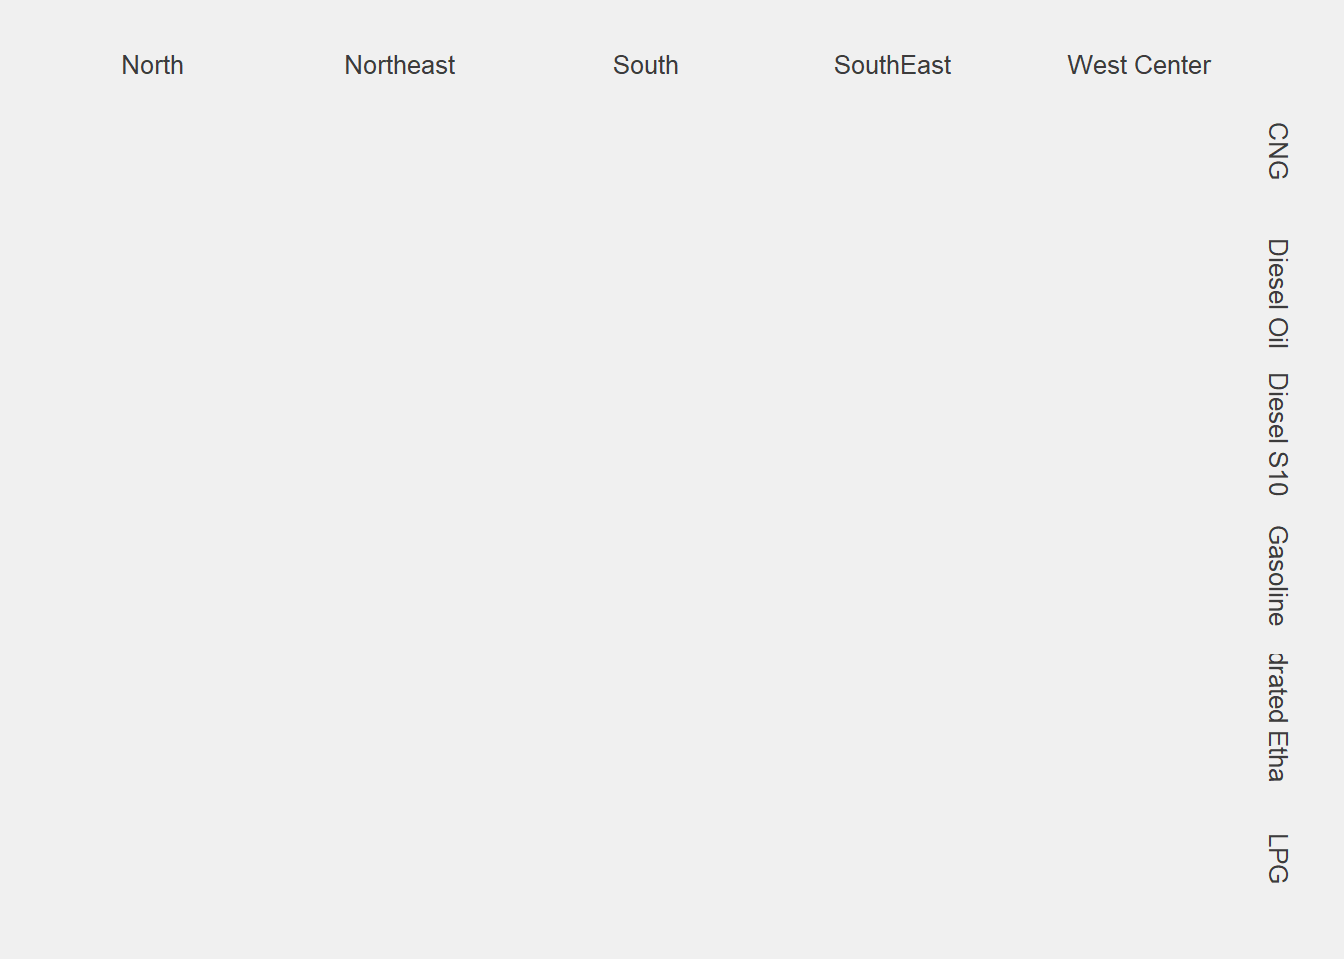 North
Northeast
South
SouthEast
West Center
CNG
Diesel Oil
Diesel S10
Gasoline
drated Etha
LPG